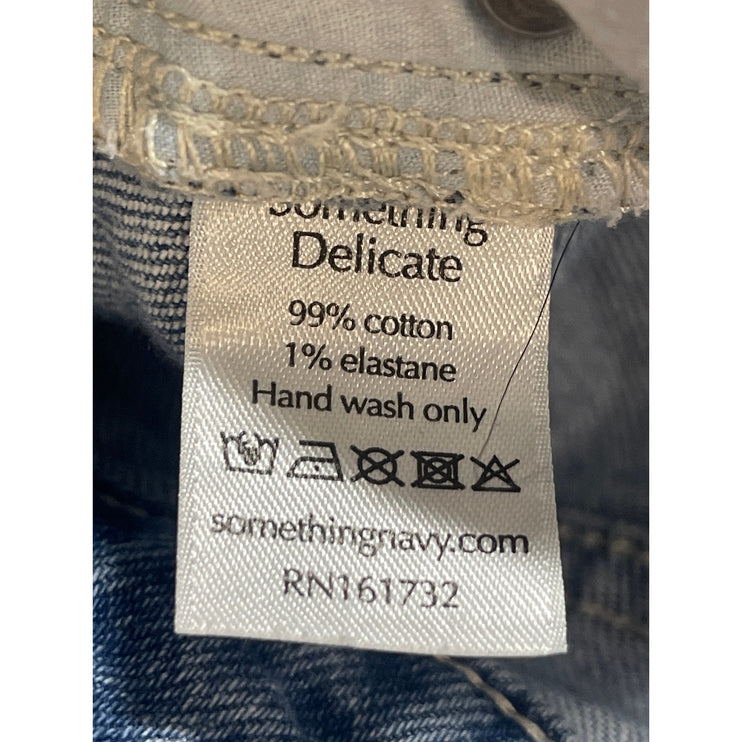 Something
Delicate
99% cotton
1% elastane
Hand wash only
somethingnavy.com
RN161732